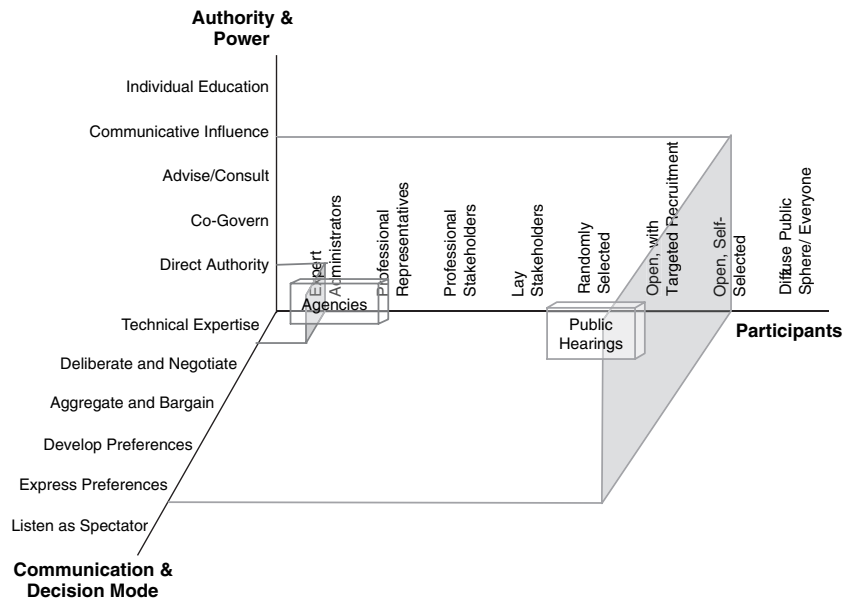 Authority &
Power
Individual Education
Communicative Influence
Advise/Consult
Co-Govern
Direct Authority
Expert
Administrators
Professional
Representatives
Professional
Stakeholders
Lay
Stakeholders
Randomly
Selected
Open, with
Targeted Recruitment
Open, Self-
Selected
Diffuse Public
Sphere/ Everyone
Agencies
Public
Hearings
Participants
Technical Expertise
Deliberate and Negotiate
Aggregate and Bargain
Develop Preferences
Express Preferences
Listen as Spectator
Communication &
Decision Mode